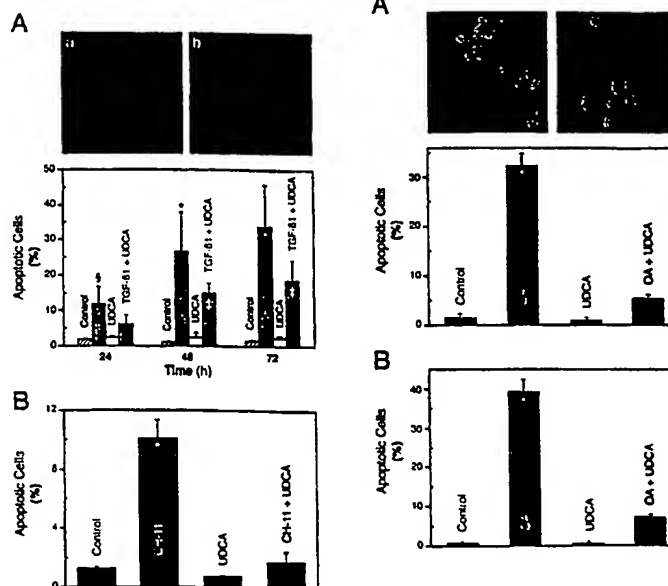 A
a
b
50
40
30
20
10
0
Apoptotic Cells
(%)
Control
UDCA
TGF-ß1 + UDCA
Control
UDCA
TGF-ß1 + UDCA
Control
UDCA
TGF-ß1 + UDCA
24
48
72
Time (h)
B
12
8
4
0
Apoptotic Cells
(%)
Control
CH-11
UDCA
CH-11 + UDCA
A
30
20
10
0
Apoptotic Cells
(%)
Control
UDCA
OA + UDCA
B
40
30
20
10
0
Apoptotic Cells
(%)
Control
UDCA
OA + UDCA